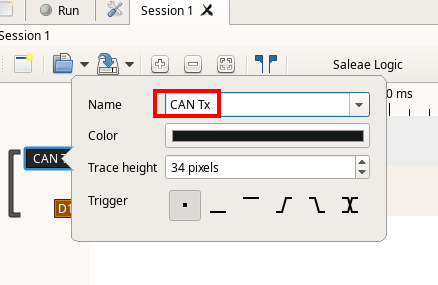 Run
Session 1
Session 1
Saleae Logic
0 ms
Name
CAN Tx
Color
Trace height
34 pixels
Trigger
CAN T
D1